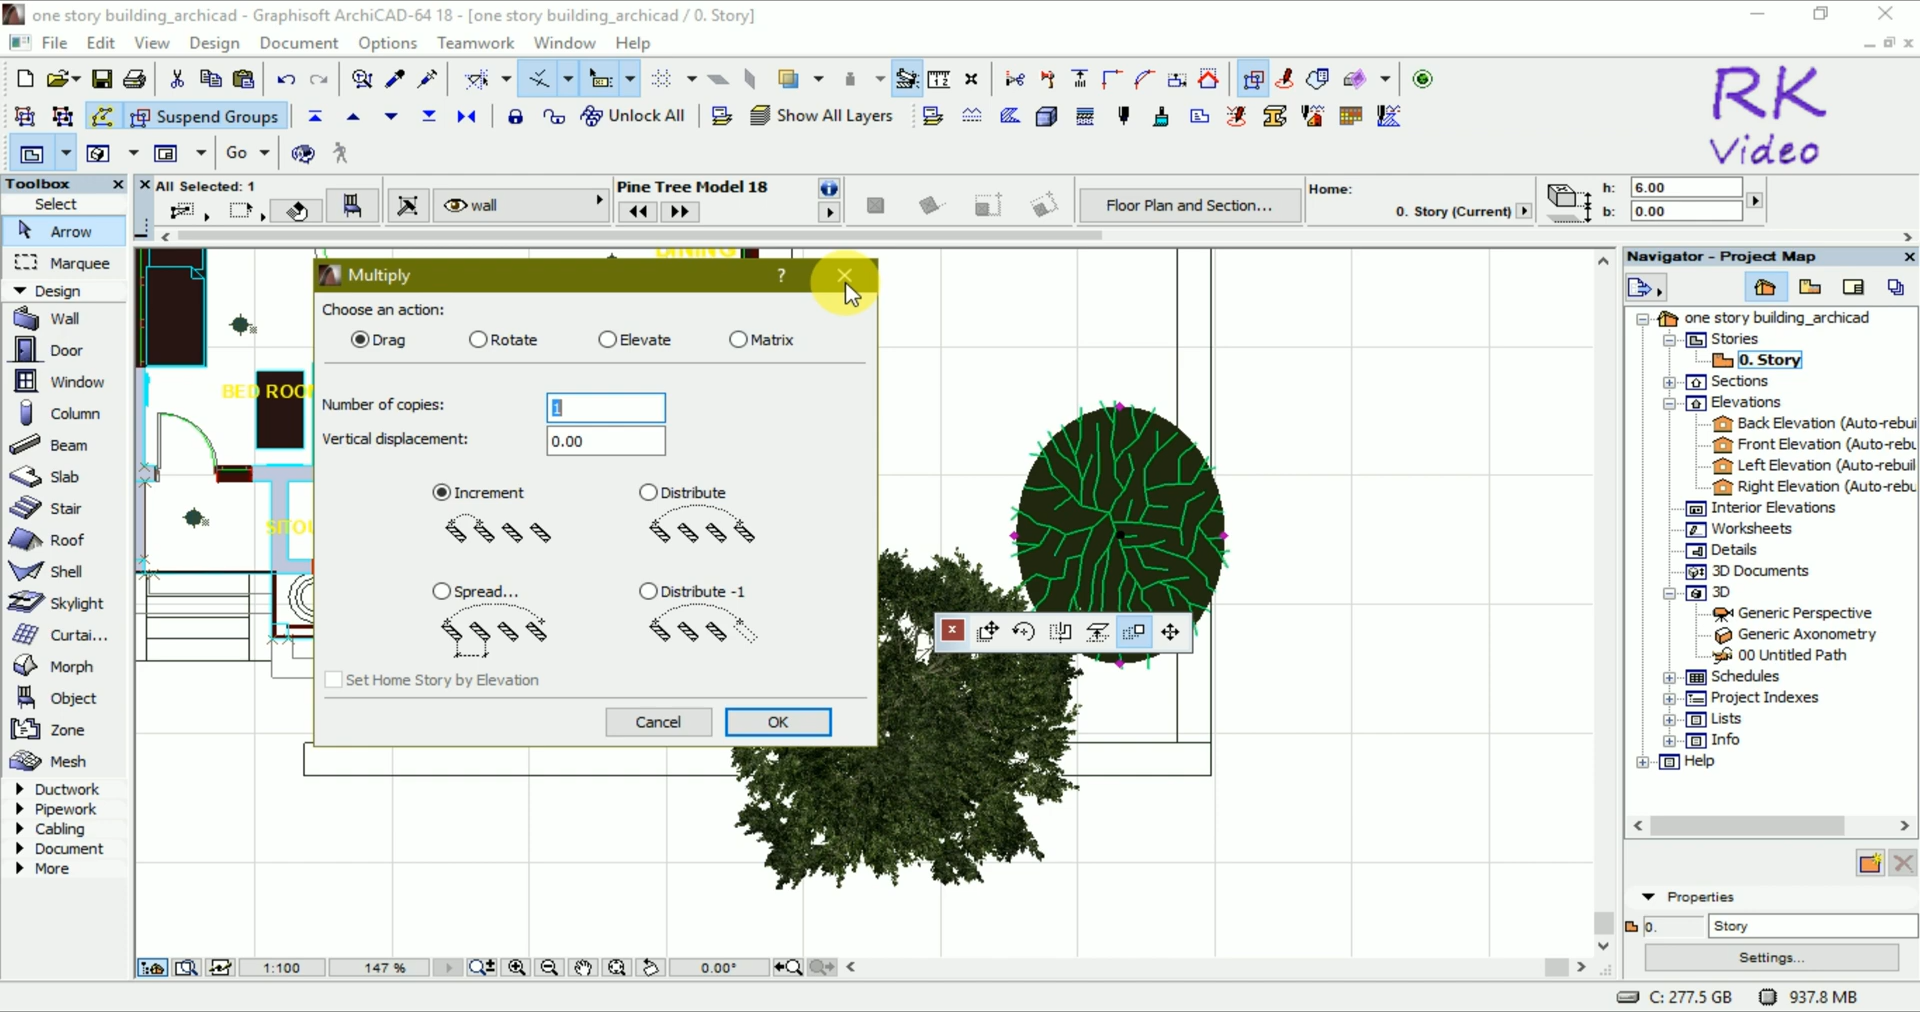 one story building_archicad - Graphisoft ArchiCAD-64 18 - [one story building_archicad / 0. Story]
File Edit View Design Document Options Teamwork Window Help
RK
Video
Suspend Groups
Unlock All
Show All Layers
Go
Toolbox
Select
Arrow
Marquee
Design
Wall
Door
Window
Column
Beam
Slab
Stair
Roof
Shell
Skylight
Curtai...
Morph
Object
Zone
Mesh
Ductwork
Pipework
Cabling
Document
More
All Selected: 1
wall
Pine Tree Model 18
Floor Plan and Section...
Home:
0. Story (Current)
h: 6.00
b: 0.00
DINING
Multiply
?
Choose an action:
Drag Rotate Elevate Matrix
Number of copies: 1
Vertical displacement: 0.00
Increment Distribute
Spread... Distribute -1
Set Home Story by Elevation
Cancel OK
BED ROO
SITOU
1:100
147 %
0.00°
Navigator - Project Map
one story building_archicad
Stories
0. Story
Sections
Elevations
Back Elevation (Auto-rebui
Front Elevation (Auto-rebu
Left Elevation (Auto-rebuil
Right Elevation (Auto-rebu
Interior Elevations
Worksheets
Details
3D Documents
3D
Generic Perspective
Generic Axonometry
00 Untitled Path
Schedules
Project Indexes
Lists
Info
Help
Properties
0. Story
Settings...
C: 277.5 GB 937.8 MB